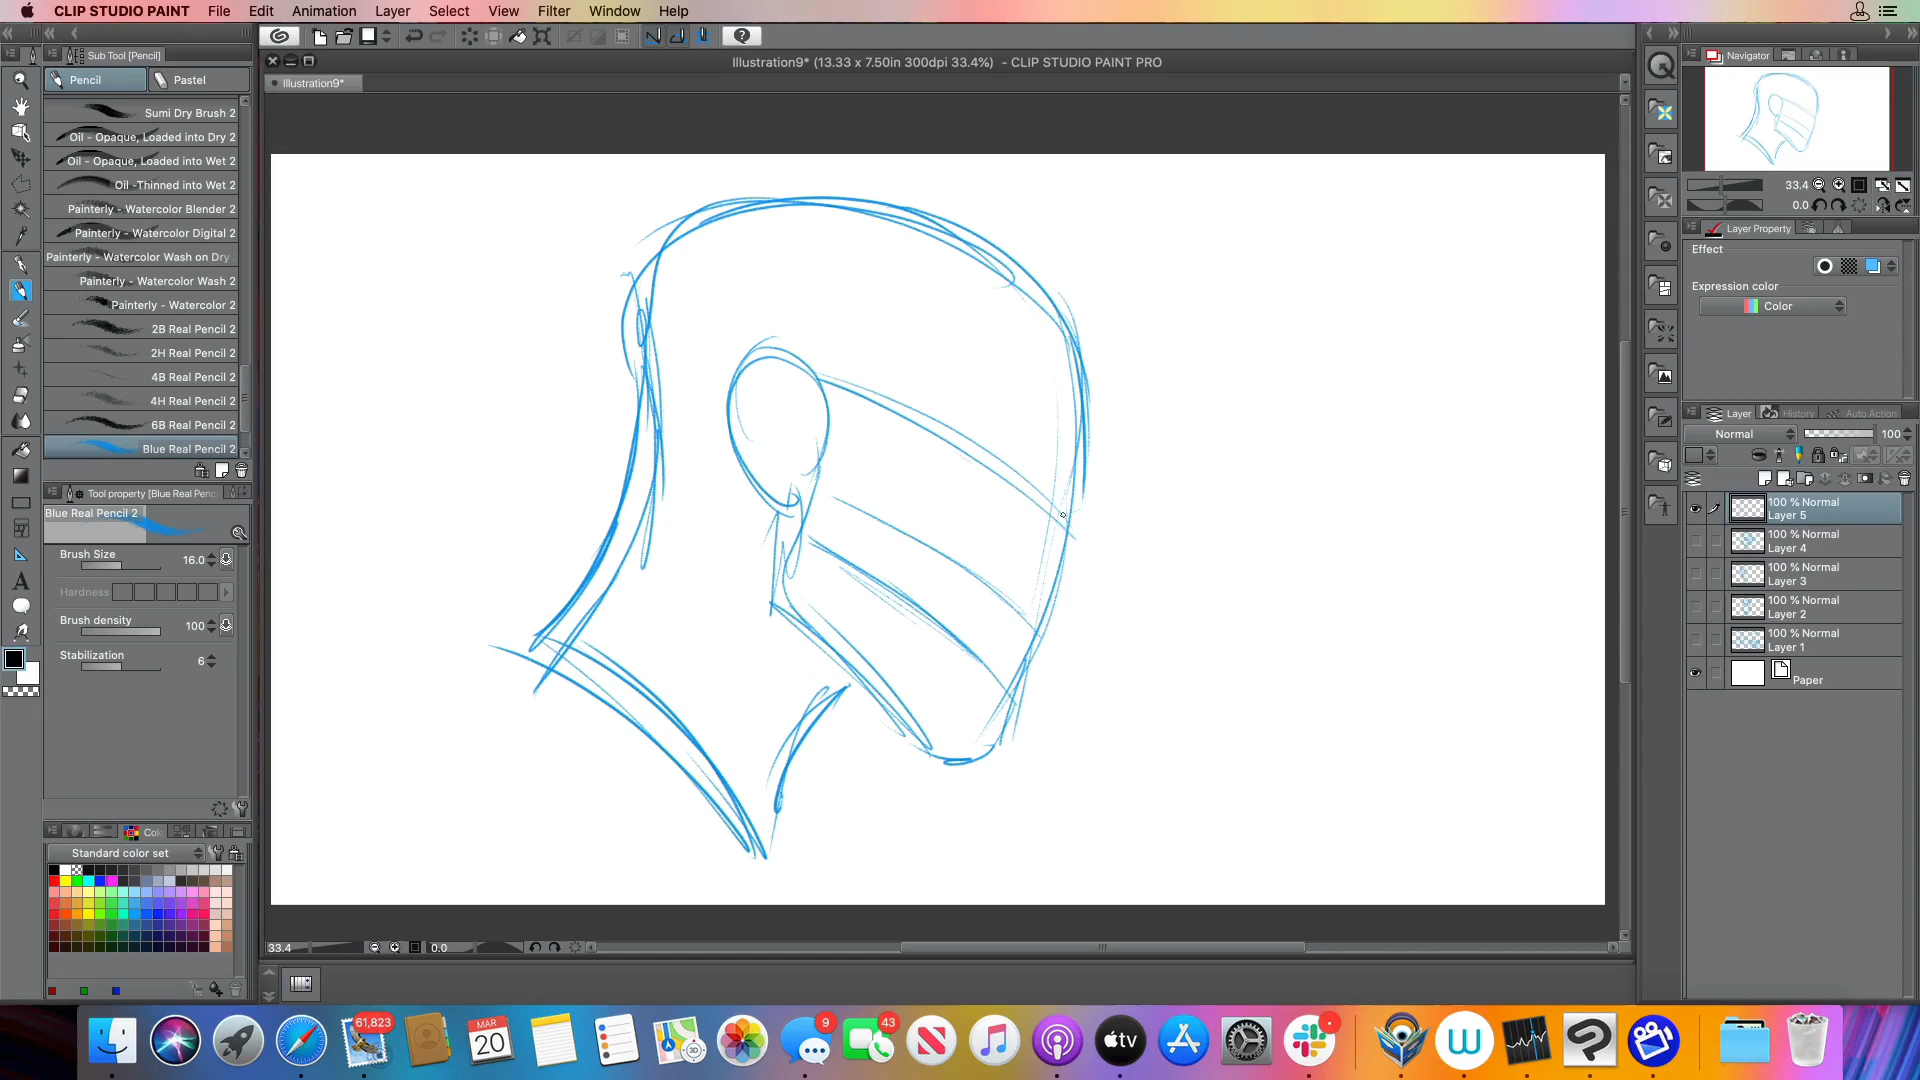 CLIP STUDIO PAINT File Edit Animation Layer Select View Filter Window Help
Illustration9* (13.33 x 7.50in 300dpi 33.4%) - CLIP STUDIO PAINT PRO
Sub Tool [Pencil]
Illustration9*
Pencil
Pastel
Sumi Dry Brush 2
Oil - Opaque, Loaded into Dry 2
Oil - Opaque, Loaded into Wet 2
Oil -Thinned into Wet 2
Painterly - Watercolor Blender 2
Painterly - Watercolor Digital 2
Painterly - Watercolor Wash on Dry
Painterly - Watercolor Wash 2
Painterly - Watercolor 2
2B Real Pencil 2
2H Real Pencil 2
4B Real Pencil 2
4H Real Pencil 2
6B Real Pencil 2
Blue Real Pencil 2
Tool property [Blue Real Penc
Blue Real Pencil 2
Brush Size 16.0
Hardness
Brush density 100
Stabilization 6
Standard color set
33.4
0.0
Navigator
33.4
0.0
Layer Property
Effect
Expression color
Color
Layer History Auto Action
Normal 100
100 % Normal
Layer 5
100 % Normal
Layer 4
100 % Normal
Layer 3
100 % Normal
Layer 2
100 % Normal
Layer 1
Paper
61,823
MAR
20
3D
9
43
tv